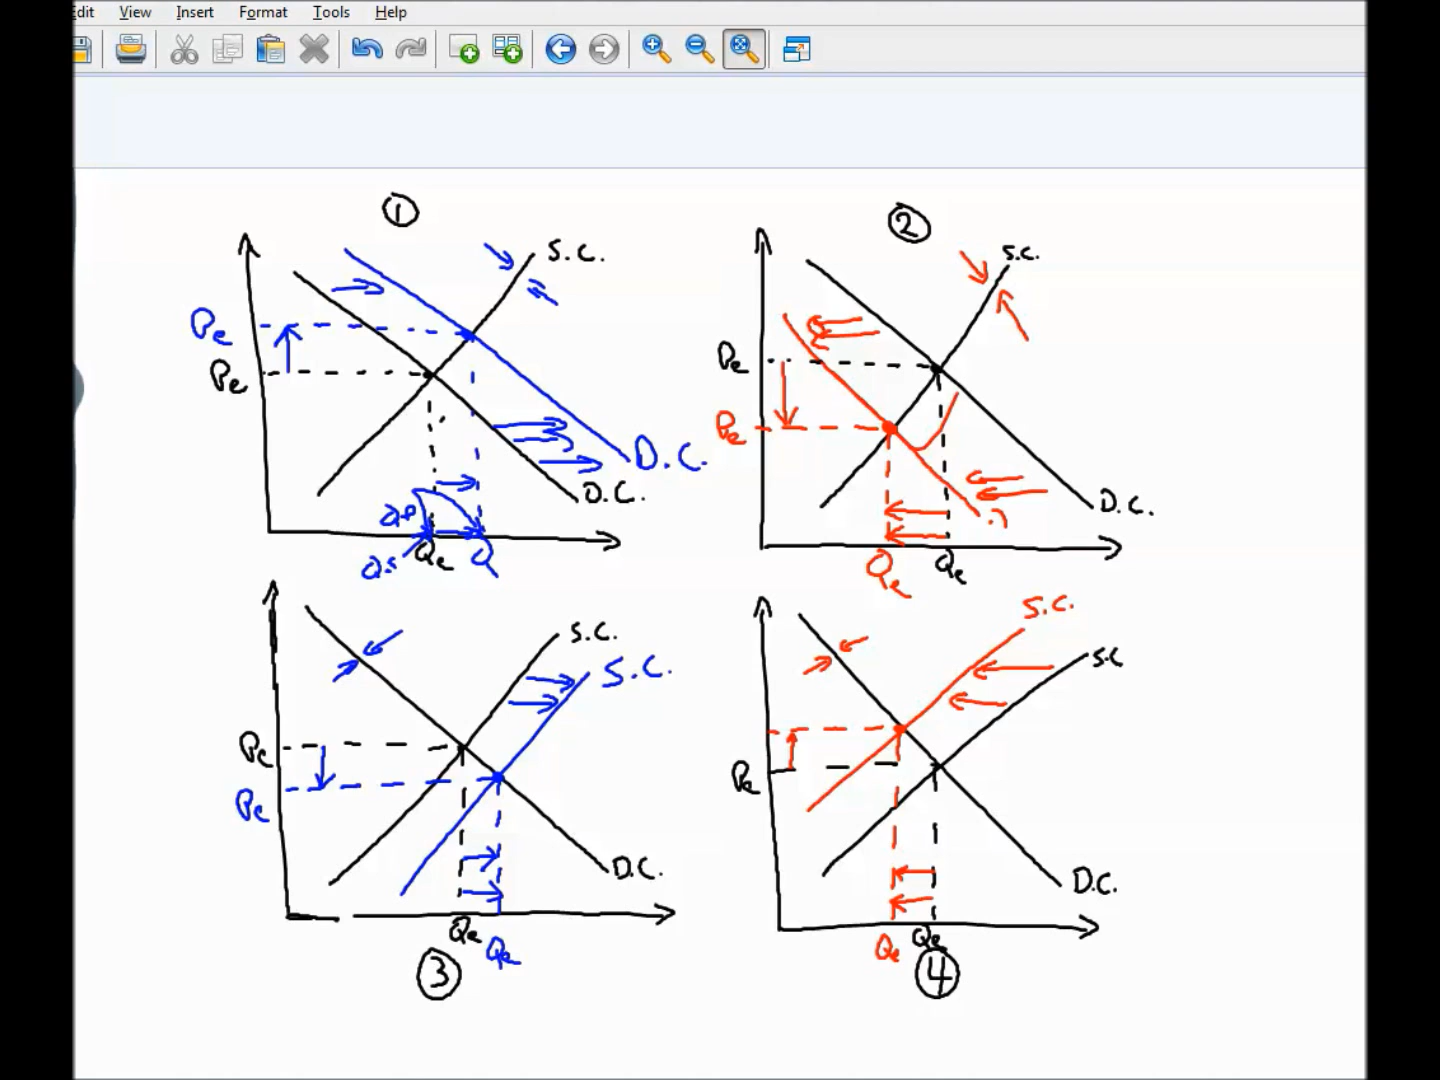 Edit View Insert Format Tools Help
①
S.C.
Pe
Pe
D.C.
D.C.
Qs
Qe
②
S.C.
Pe
Pe
D.C.
Qe
Qe
S.C.
S.C.
Pe
Pe
D.C.
Qe
Qe
③
S.C.
S.C
Pe
D.C.
Qe
Qe
④